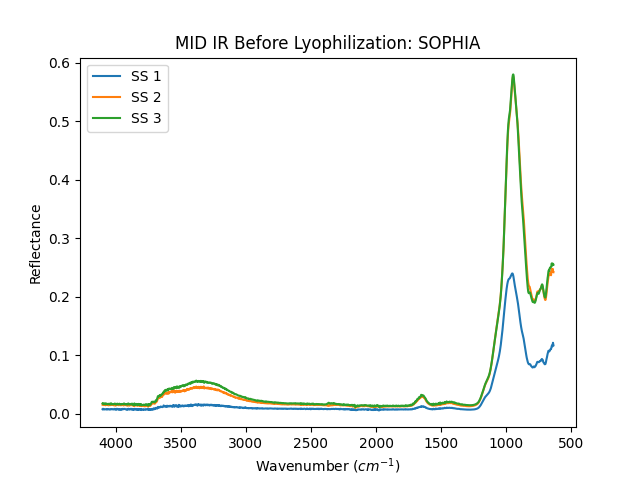 MID IR Before Lyophilization: SOPHIA
SS 1
SS 2
SS 3
Reflectance
0.6
0.5
0.4
0.3
0.2
0.1
0.0
4000 3500 3000 2500 2000 1500 1000 500
Wavenumber (cm⁻¹)